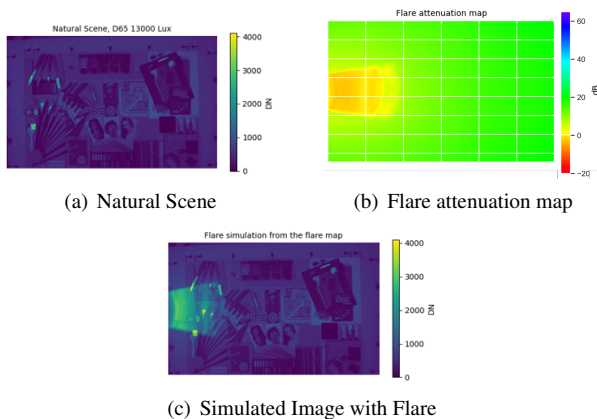 Natural Scene, D65 13000 Lux
4000
3000
2000
1000
0
DN
(a) Natural Scene
Flare attenuation map
60
40
20
0
−20
dB
(b) Flare attenuation map
Flare simulation from the flare map
4000
3000
2000
1000
0
DN
(c) Simulated Image with Flare